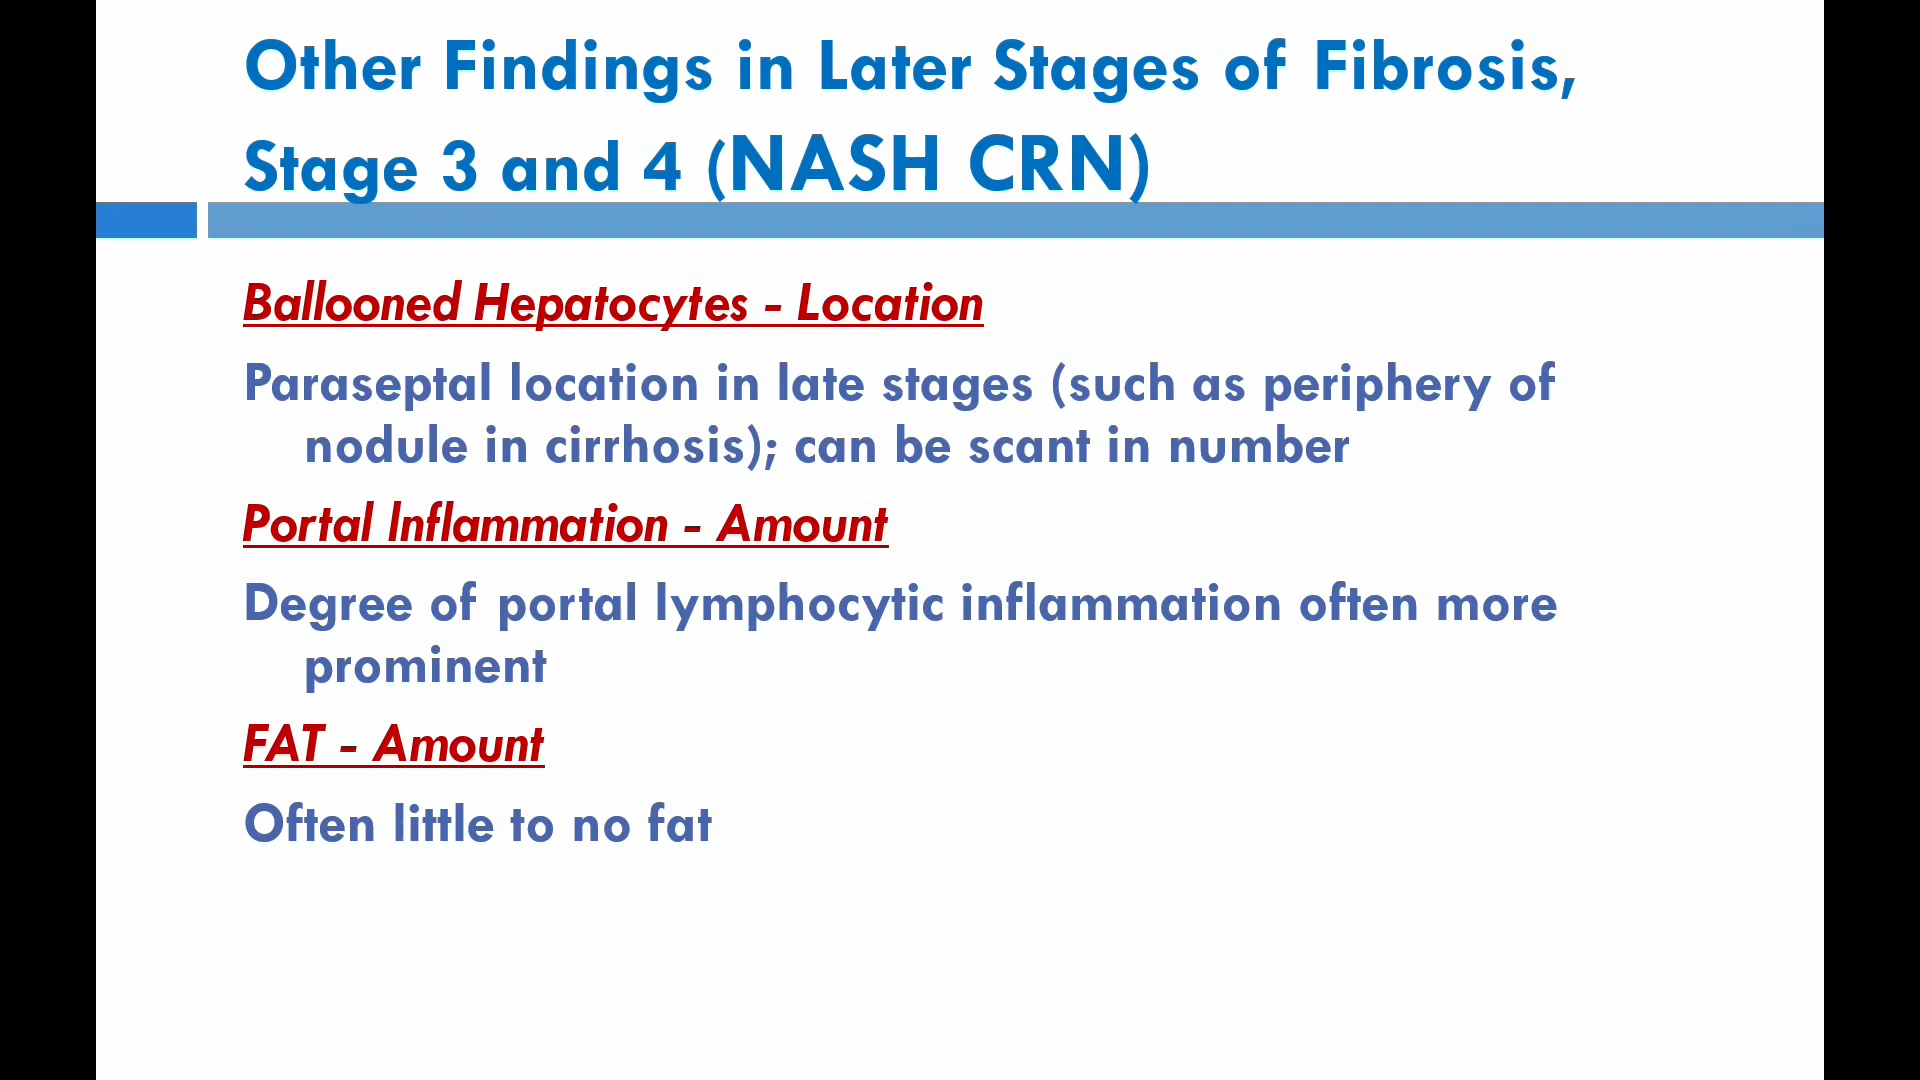 Other Findings in Later Stages of Fibrosis,
Stage 3 and 4 (NASH CRN)
Ballooned Hepatocytes - Location
Paraseptal location in late stages (such as periphery of
nodule in cirrhosis); can be scant in number
Portal Inflammation - Amount
Degree of portal lymphocytic inflammation often more
prominent
FAT - Amount
Often little to no fat